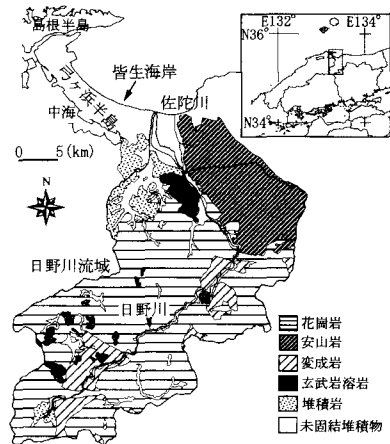 島根半島
皆生海岸
弓ヶ浜半島
中海
佐陀川
E132° E134°
N36°
N34°
0 5(km)
N
日野川流域
日野川
花崗岩
安山岩
変成岩
玄武岩溶岩
堆積岩
未固結堆積物